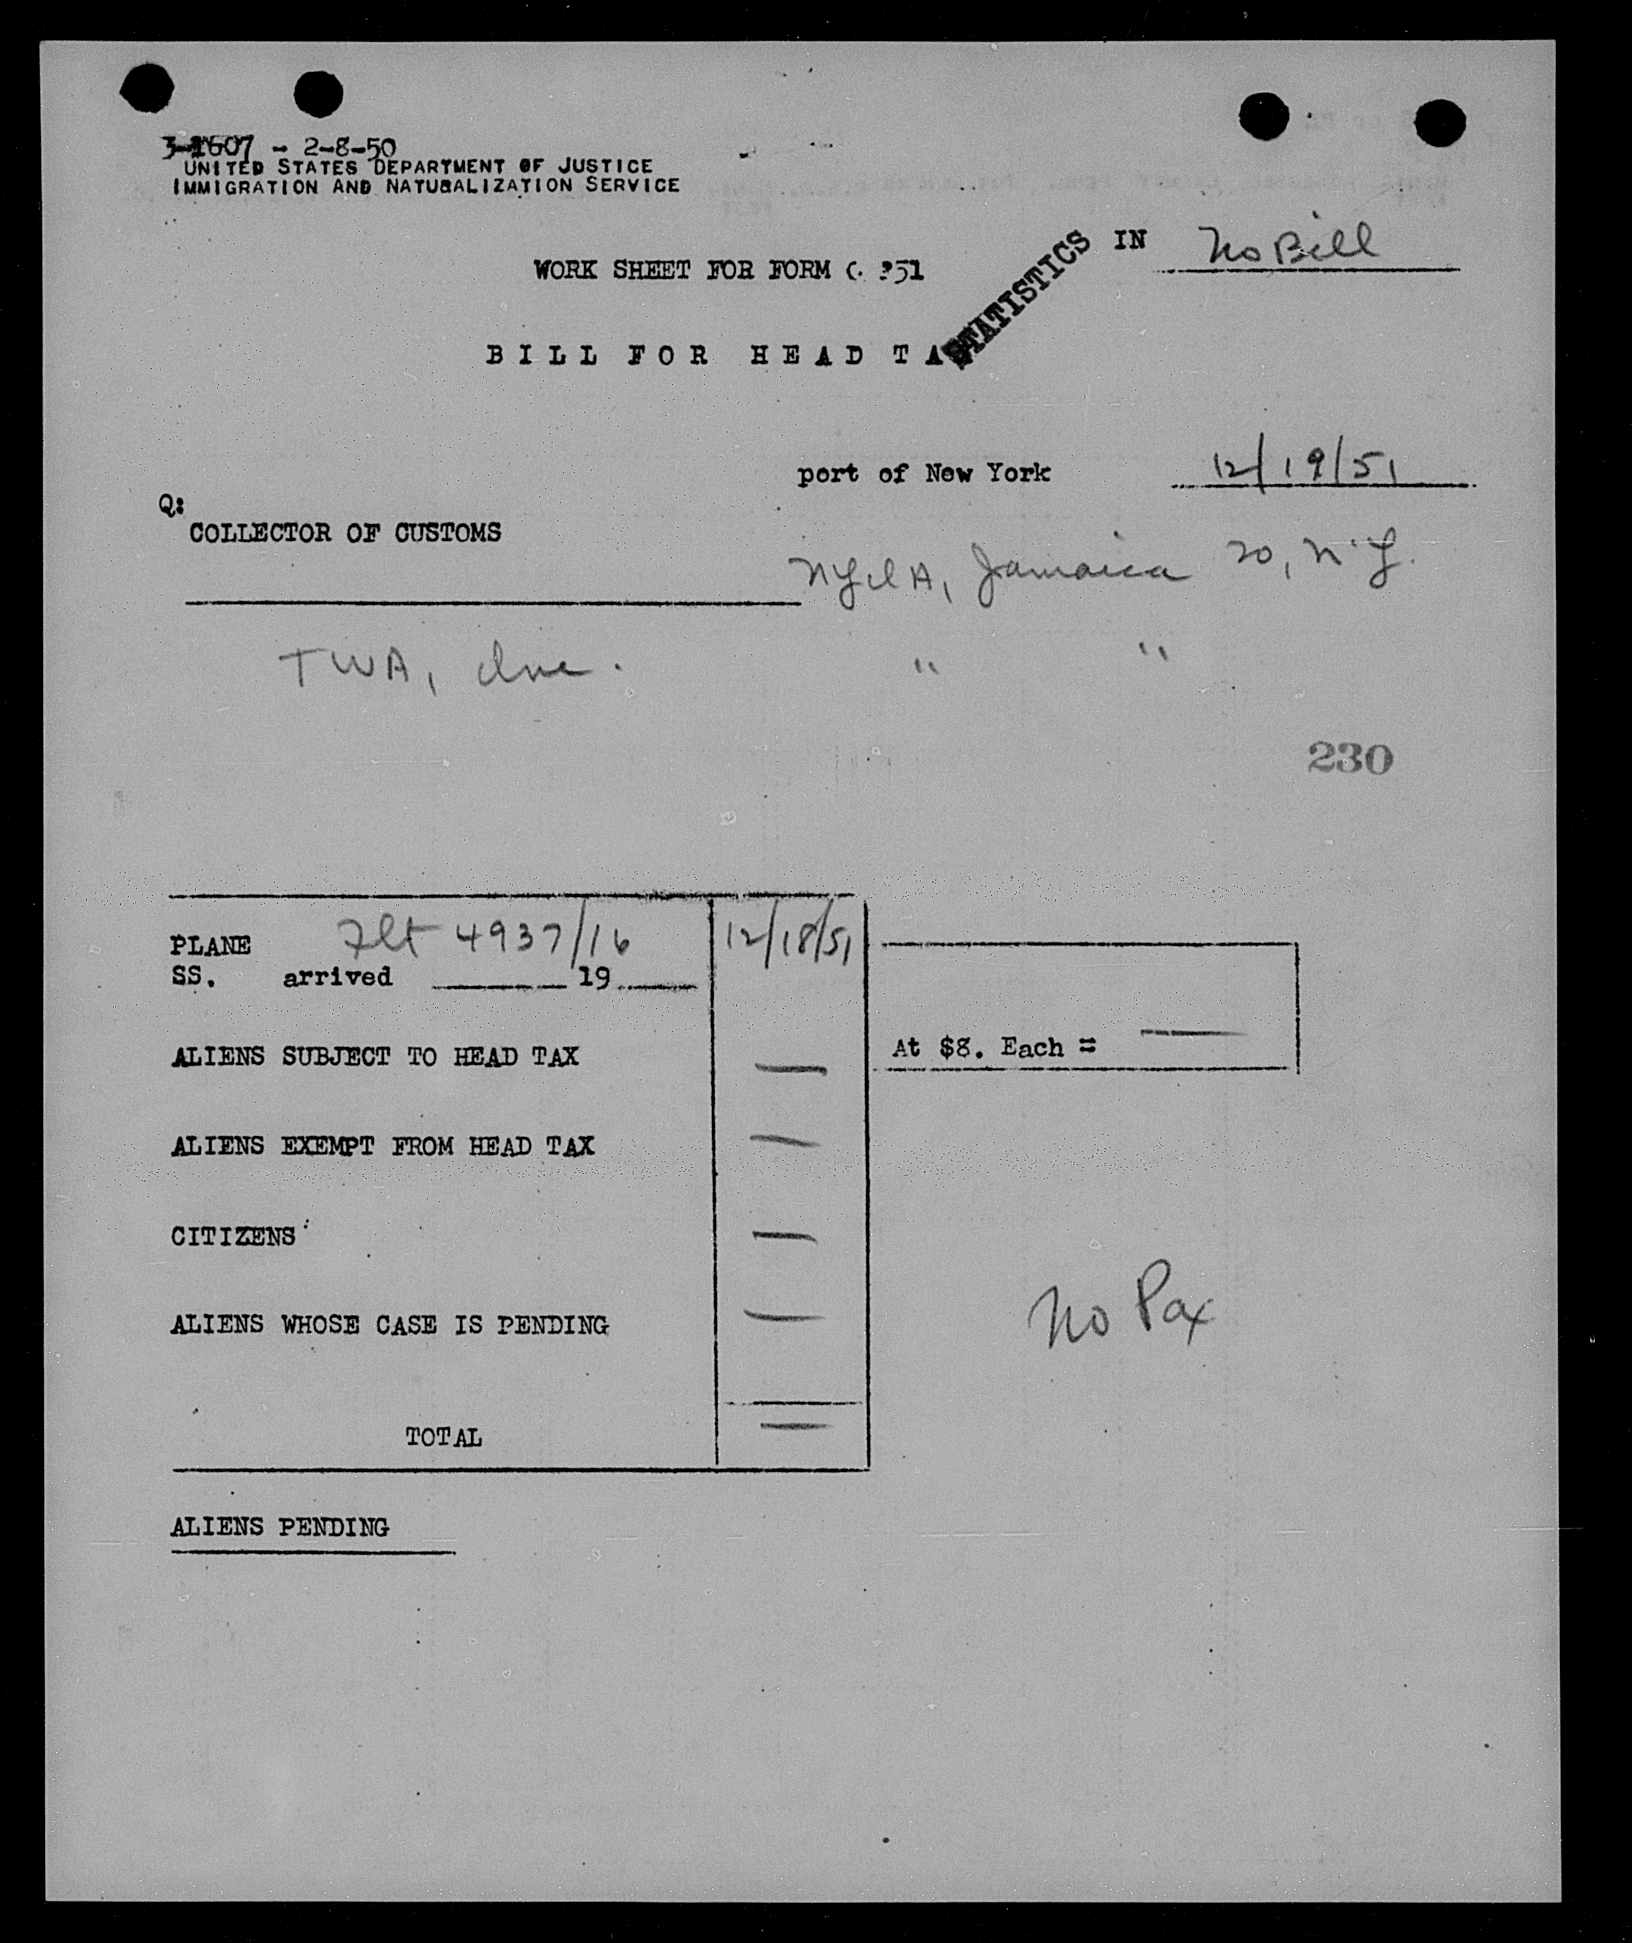 - 2-8-50
UNITED STATES DEPARTMENT OF JUSTICE
IMMIGRATION AND NATURALIZATION SERVICE
STATISTICS
IN No Bill
WORK SHEET FOR FORM
BILL FOR HEAD TA
port of New York 12/19/51
Q:
COLLECTOR OF CUSTOMS
NYIA, Jamaica 20, N.Y.
TWA, Inc. " "
230
PLANE Flt 4937/16 12/18/51
SS. arrived 19
ALIENS SUBJECT TO HEAD TAX — At $8. Each = —
ALIENS EXEMPT FROM HEAD TAX —
CITIZENS —
ALIENS WHOSE CASE IS PENDING —
No Pax
TOTAL —
ALIENS PENDING